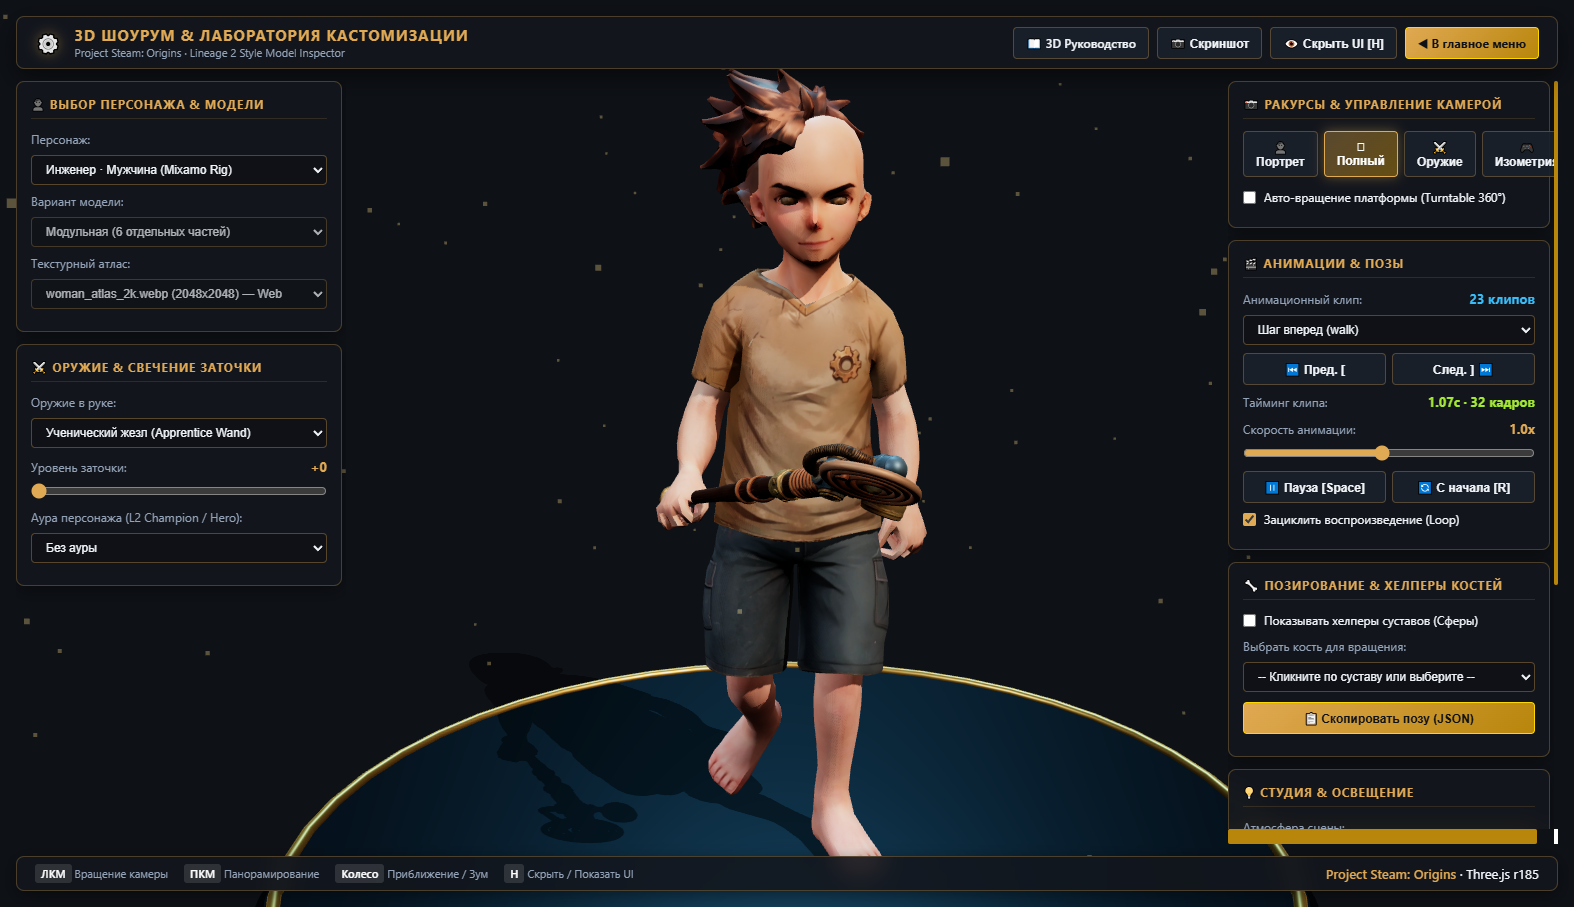 3D ШОУРУМ & ЛАБОРАТОРИЯ КАСТОМИЗАЦИИ
Project Steam: Origins · Lineage 2 Style Model Inspector
3D Руководство
Скриншот
Скрыть UI [H]
В главное меню
ВЫБОР ПЕРСОНАЖА & МОДЕЛИ
Персонаж:
Инженер - Мужчина (Mixamo Rig)
Вариант модели:
Модульная (6 отдельных частей)
Текстурный атлас:
woman_atlas_2k.webp (2048x2048) — Web
ОРУЖИЕ & СВЕЧЕНИЕ ЗАТОЧКИ
Оружие в руке:
Ученический жезл (Apprentice Wand)
Уровень заточки: +0
Аура персонажа (L2 Champion / Hero):
Без ауры
РАКУРСЫ & УПРАВЛЕНИЕ КАМЕРОЙ
Портрет
Полный
Оружие
Изометрия
Авто-вращение платформы (Turntable 360°)
АНИМАЦИИ & ПОЗЫ
Анимационный клип: 23 клипов
Шаг вперед (walk)
Пред. [
След. ]
Тайминг клипа: 1.07с · 32 кадров
Скорость анимации: 1.0x
Пауза [Space]
С начала [R]
Зациклить воспроизведение (Loop)
ПОЗИРОВАНИЕ & ХЕЛПЕРЫ КОСТЕЙ
Показывать хелперы суставов (Сферы)
Выбрать кость для вращения:
-- Кликните по суставу или выберите --
Скопировать позу (JSON)
СТУДИЯ & ОСВЕЩЕНИЕ
Атмосфера сцены:
ЛКМ Вращение камеры ПКМ Панорамирование Колесо Приближение / Зум H Скрыть / Показать UI
Project Steam: Origins · Three.js r185